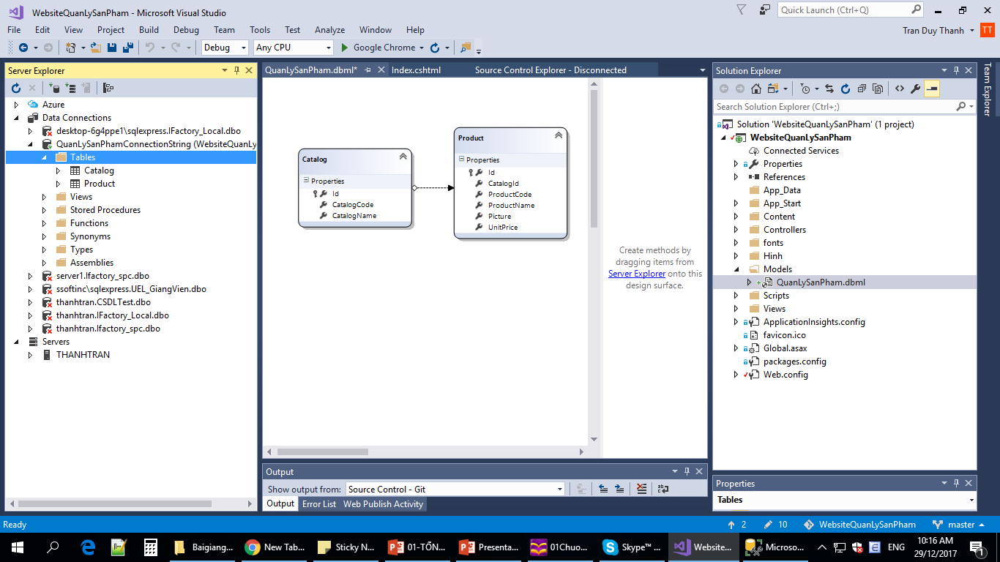 WebsiteQuanLySanPham - Microsoft Visual Studio
Quick Launch (Ctrl+Q)
File Edit View Project Build Debug Team Tools Test Analyze Window Help
Tran Duy Thanh
TT
Debug Any CPU Google Chrome
Server Explorer
Azure
Data Connections
desktop-6g4ppe1\sqlexpress.IFactory_Local.dbo
QuanLySanPhamConnectionString (WebsiteQuanLy
Tables
Catalog
Product
Views
Stored Procedures
Functions
Synonyms
Types
Assemblies
server1.lfactory_spc.dbo
ssoftinc\sqlexpress.UEL_GiangVien.dbo
thanhtran.CSDLTest.dbo
thanhtran.IFactory_Local.dbo
thanhtran.lfactory_spc.dbo
Servers
THANHTRAN
QuanLySanPham.dbml* Index.cshtml Source Control Explorer - Disconnected
Catalog
Properties
Id
CatalogCode
CatalogName
Product
Properties
Id
CatalogId
ProductCode
ProductName
Picture
UnitPrice
Create methods by
dragging items from
Server Explorer onto this
design surface.
Output
Show output from: Source Control - Git
Output Error List Web Publish Activity
Solution Explorer
Search Solution Explorer (Ctrl+;)
Solution 'WebsiteQuanLySanPham' (1 project)
WebsiteQuanLySanPham
Connected Services
Properties
References
App_Data
App_Start
Content
Controllers
fonts
Hinh
Models
QuanLySanPham.dbml
Scripts
Views
ApplicationInsights.config
favicon.ico
Global.asax
packages.config
Web.config
Properties
Tables
Team Explorer
Ready
2 10 WebsiteQuanLySanPham master
Baigiang... New Tab... Sticky N... 01-TỔN... Presenta... 01Chuo... Skype™ ... Website... Microso...
ENG
10:16 AM
29/12/2017
1